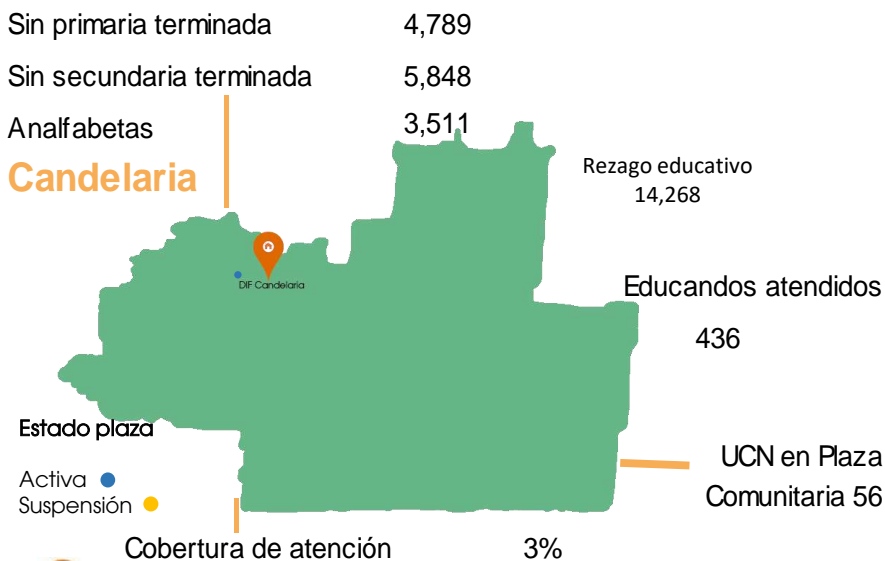 Sin primaria terminada 4,789
Sin secundaria terminada 5,848
Analfabetas 3,511
Candelaria
Rezago educativo
14,268
DIF Candelaria
Educandos atendidos
436
Estado plaza
Activa
Suspensión
UCN en Plaza
Comunitaria 56
Cobertura de atención 3%